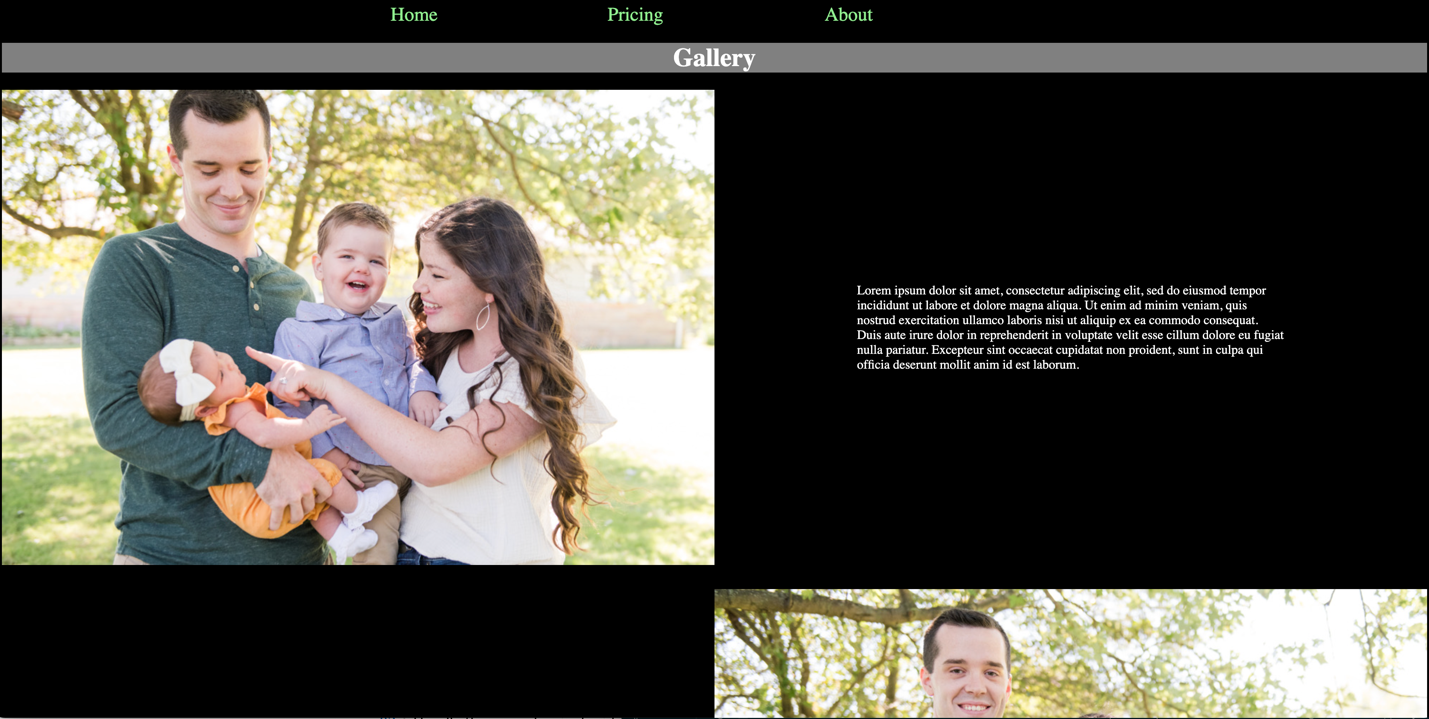 Home Pricing About
Gallery
Lorem ipsum dolor sit amet, consectetur adipiscing elit, sed do eiusmod tempor
incididunt ut labore et dolore magna aliqua. Ut enim ad minim veniam, quis
nostrud exercitation ullamco laboris nisi ut aliquip ex ea commodo consequat.
Duis aute irure dolor in reprehenderit in voluptate velit esse cillum dolore eu fugiat
nulla pariatur. Excepteur sint occaecat cupidatat non proident, sunt in culpa qui
officia deserunt mollit anim id est laborum.